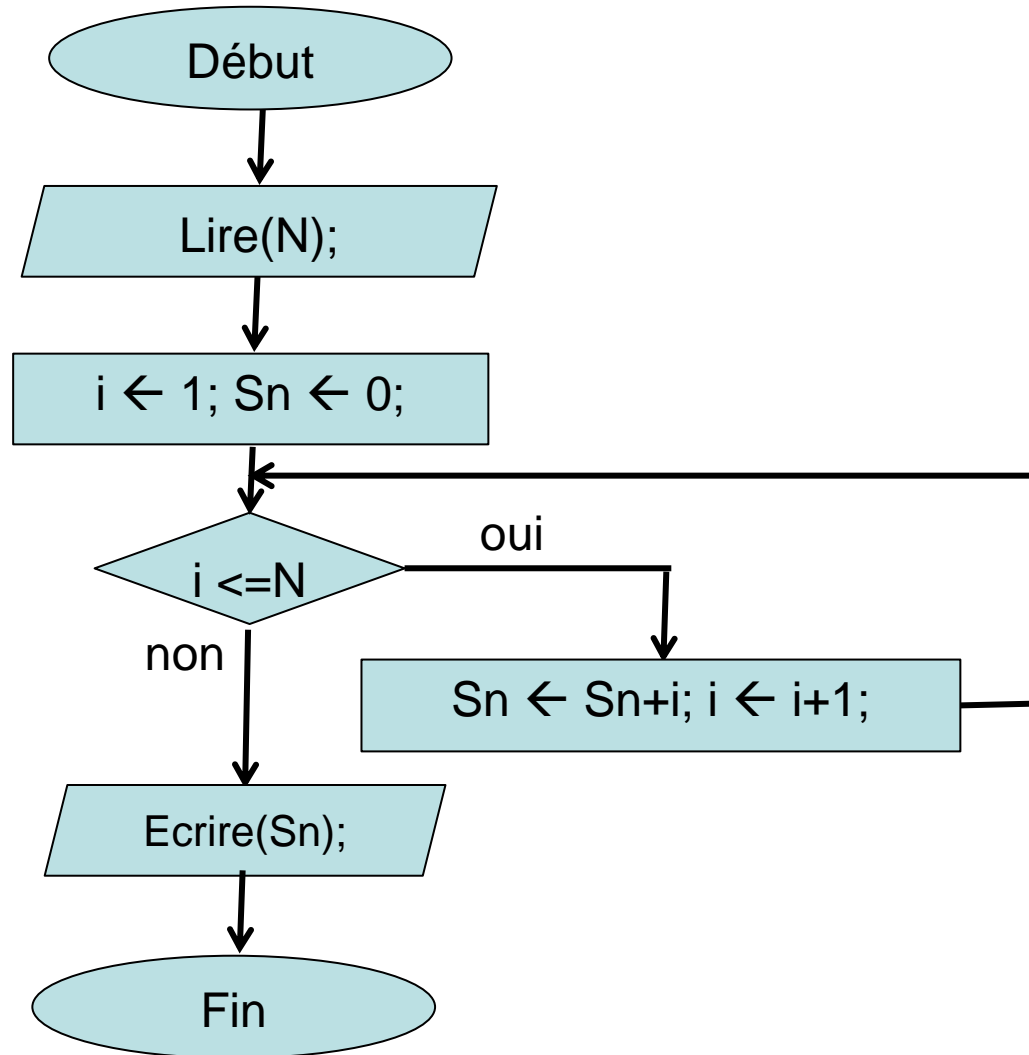 Début
Lire(N);
i ← 1; Sn ← 0;
i <=N
oui
non
Sn ← Sn+i; i ← i+1;
Ecrire(Sn);
Fin